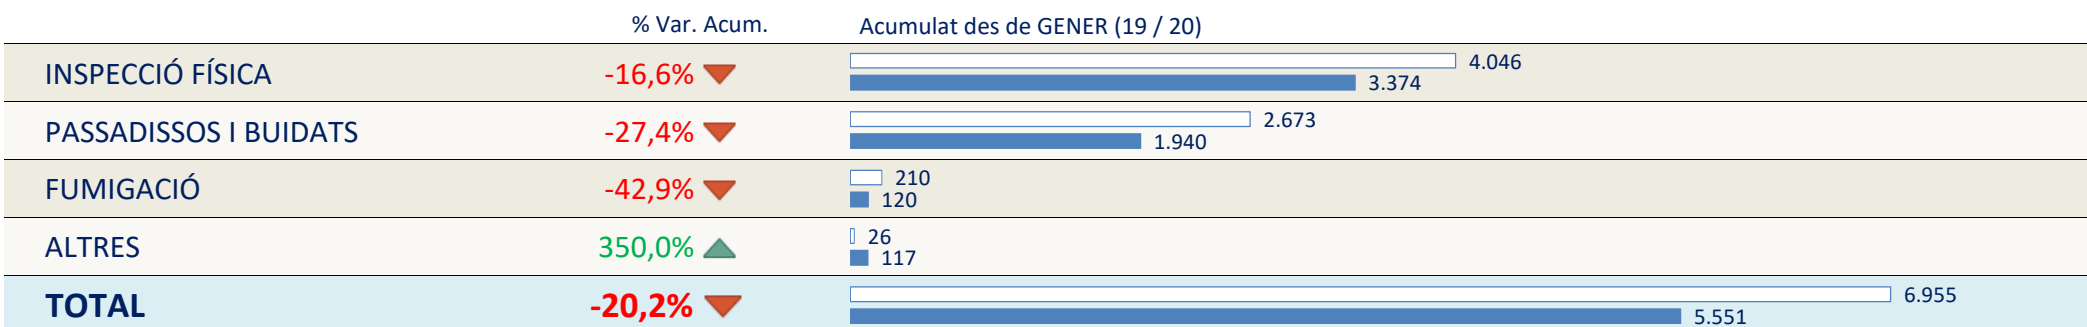 % Var. Acum. Acumulat des de GENER (19 / 20)
INSPECCIÓ FÍSICA -16,6% 4.046
3.374
PASSADISSOS I BUIDATS -27,4% 2.673
1.940
FUMIGACIÓ -42,9% 210
120
ALTRES 350,0% 26
117
TOTAL -20,2% 6.955
5.551